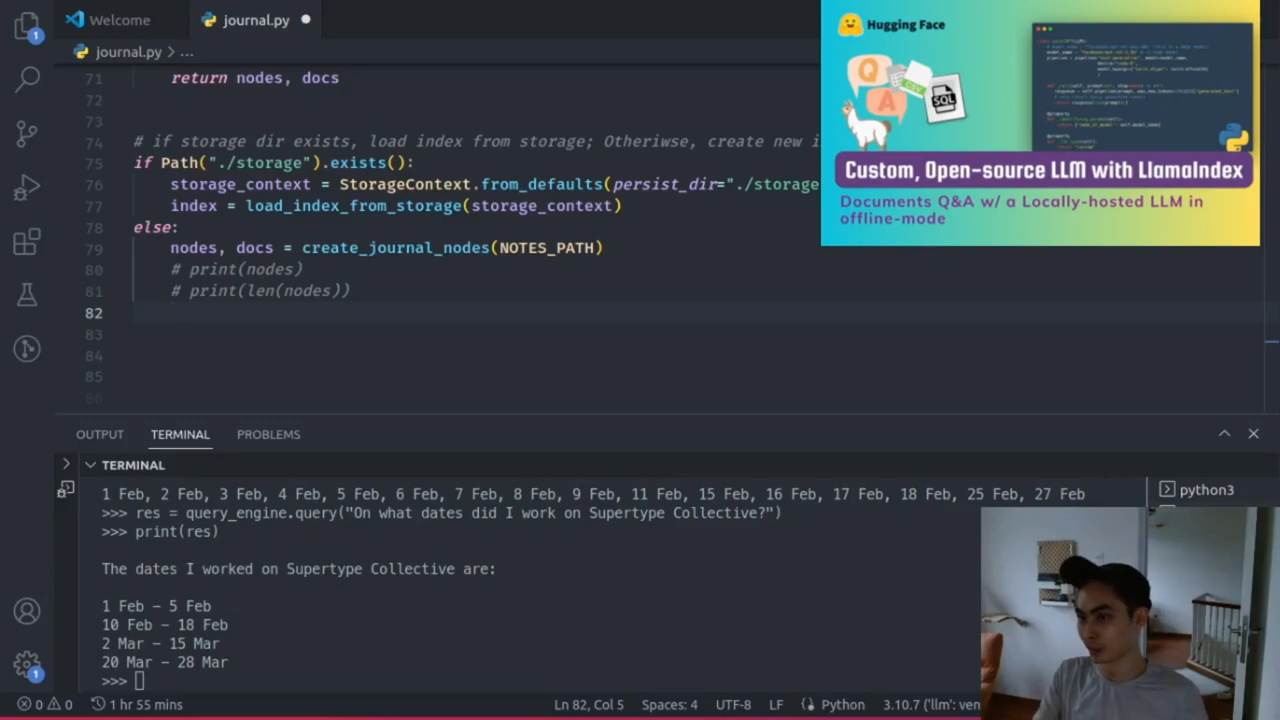 Welcome
journal.py
journal.py > ...
71 return nodes, docs
72
73
74 # if storage dir exists, load index from storage; Otheriwse, create new i
75 if Path("./storage").exists():
76 storage_context = StorageContext.from_defaults(persist_dir="./storage
77 index = load_index_from_storage(storage_context)
78 else:
79 nodes, docs = create_journal_nodes(NOTES_PATH)
80 # print(nodes)
81 # print(len(nodes))
82
83
84
85
86
Hugging Face
Q
A
CSV
SQL
Custom, Open-source LLM with LlamaIndex
Documents Q&A w/ a Locally-hosted LLM in
offline-mode
OUTPUT TERMINAL PROBLEMS
TERMINAL
1 Feb, 2 Feb, 3 Feb, 4 Feb, 5 Feb, 6 Feb, 7 Feb, 8 Feb, 9 Feb, 11 Feb, 15 Feb, 16 Feb, 17 Feb, 18 Feb, 25 Feb, 27 Feb
>>> res = query_engine.query("On what dates did I work on Supertype Collective?")
>>> print(res)
The dates I worked on Supertype Collective are:
1 Feb – 5 Feb
10 Feb – 18 Feb
2 Mar – 15 Mar
20 Mar – 28 Mar
>>>
python3
1
1
0 0 1 hr 55 mins Ln 82, Col 5 Spaces: 4 UTF-8 LF Python 3.10.7 ('llm': ven